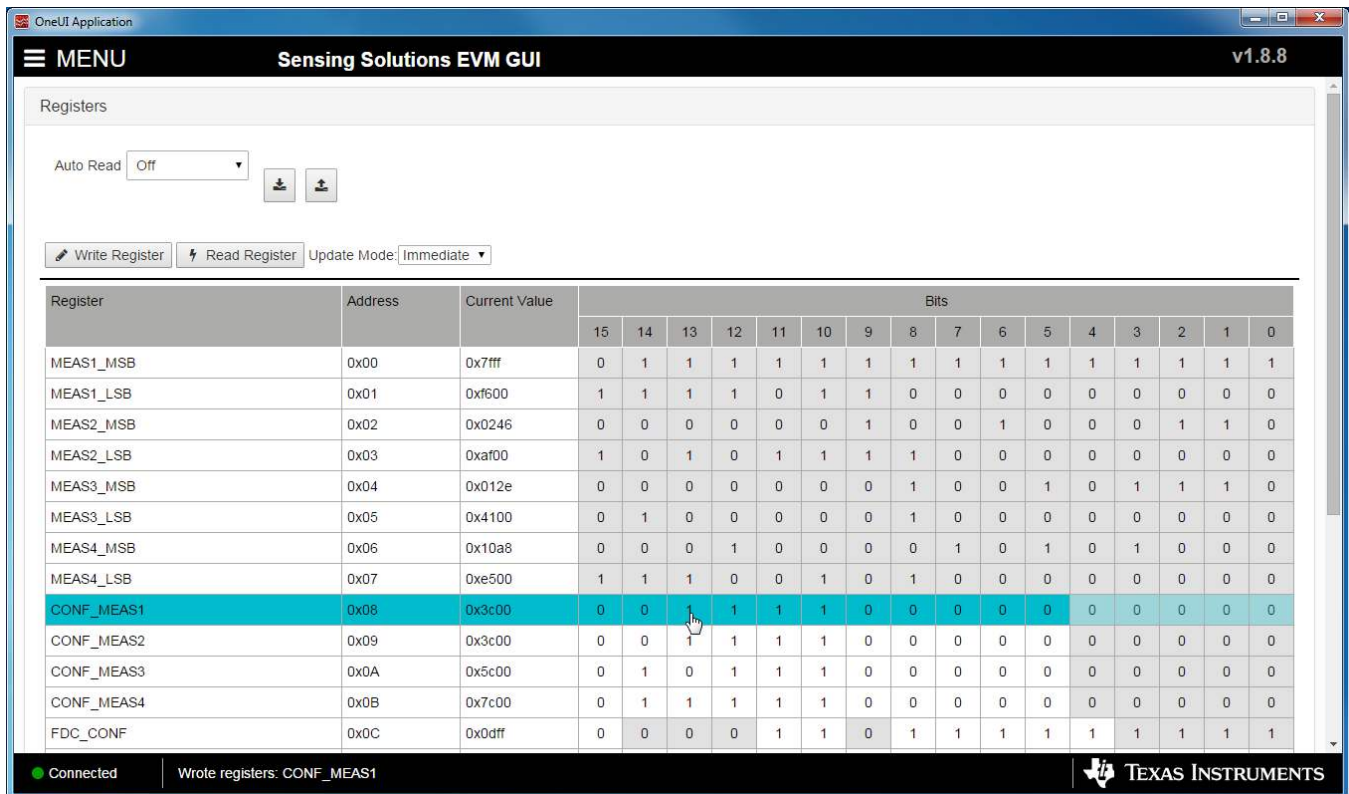 OneUI Application
MENU Sensing Solutions EVM GUI v1.8.8
Registers
Auto Read Off
Write Register Read Register Update Mode: Immediate
Register Address Current Value Bits
15 14 13 12 11 10 9 8 7 6 5 4 3 2 1 0
MEAS1_MSB 0x00 0x7fff 0 1 1 1 1 1 1 1 1 1 1 1 1 1 1 1
MEAS1_LSB 0x01 0xf600 1 1 1 1 0 1 1 0 0 0 0 0 0 0 0 0
MEAS2_MSB 0x02 0x0246 0 0 0 0 0 0 1 0 0 1 0 0 0 1 1 0
MEAS2_LSB 0x03 0xaf00 1 0 1 0 1 1 1 1 0 0 0 0 0 0 0 0
MEAS3_MSB 0x04 0x012e 0 0 0 0 0 0 0 1 0 0 1 0 1 1 1 0
MEAS3_LSB 0x05 0x4100 0 1 0 0 0 0 0 1 0 0 0 0 0 0 0 0
MEAS4_MSB 0x06 0x10a8 0 0 0 1 0 0 0 0 1 0 1 0 1 0 0 0
MEAS4_LSB 0x07 0xe500 1 1 1 0 0 1 0 1 0 0 0 0 0 0 0 0
CONF_MEAS1 0x08 0x3c00 0 0 1 1 1 1 0 0 0 0 0 0 0 0 0 0
CONF_MEAS2 0x09 0x3c00 0 0 1 1 1 1 0 0 0 0 0 0 0 0 0 0
CONF_MEAS3 0x0A 0x5c00 0 1 0 1 1 1 0 0 0 0 0 0 0 0 0 0
CONF_MEAS4 0x0B 0x7c00 0 1 1 1 1 1 0 0 0 0 0 0 0 0 0 0
FDC_CONF 0x0C 0x0dff 0 0 0 0 1 1 0 1 1 1 1 1 1 1 1 1
Connected Wrote registers: CONF_MEAS1 TEXAS INSTRUMENTS